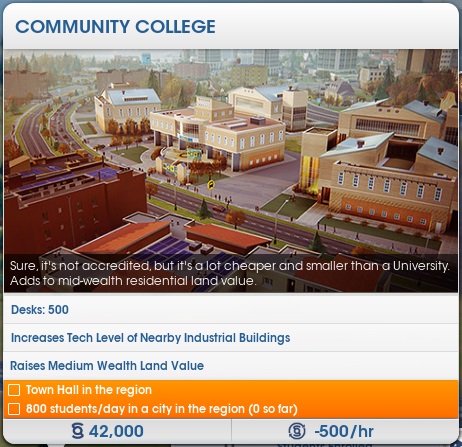 COMMUNITY COLLEGE
Sure, it's not accredited, but it's a lot cheaper and smaller than a University.
Adds to mid-wealth residential land value.
Desks: 500
Increases Tech Level of Nearby Industrial Buildings
Raises Medium Wealth Land Value
Town Hall in the region
800 students/day in a city in the region (0 so far)
42,000
-500/hr
Students Enrolled